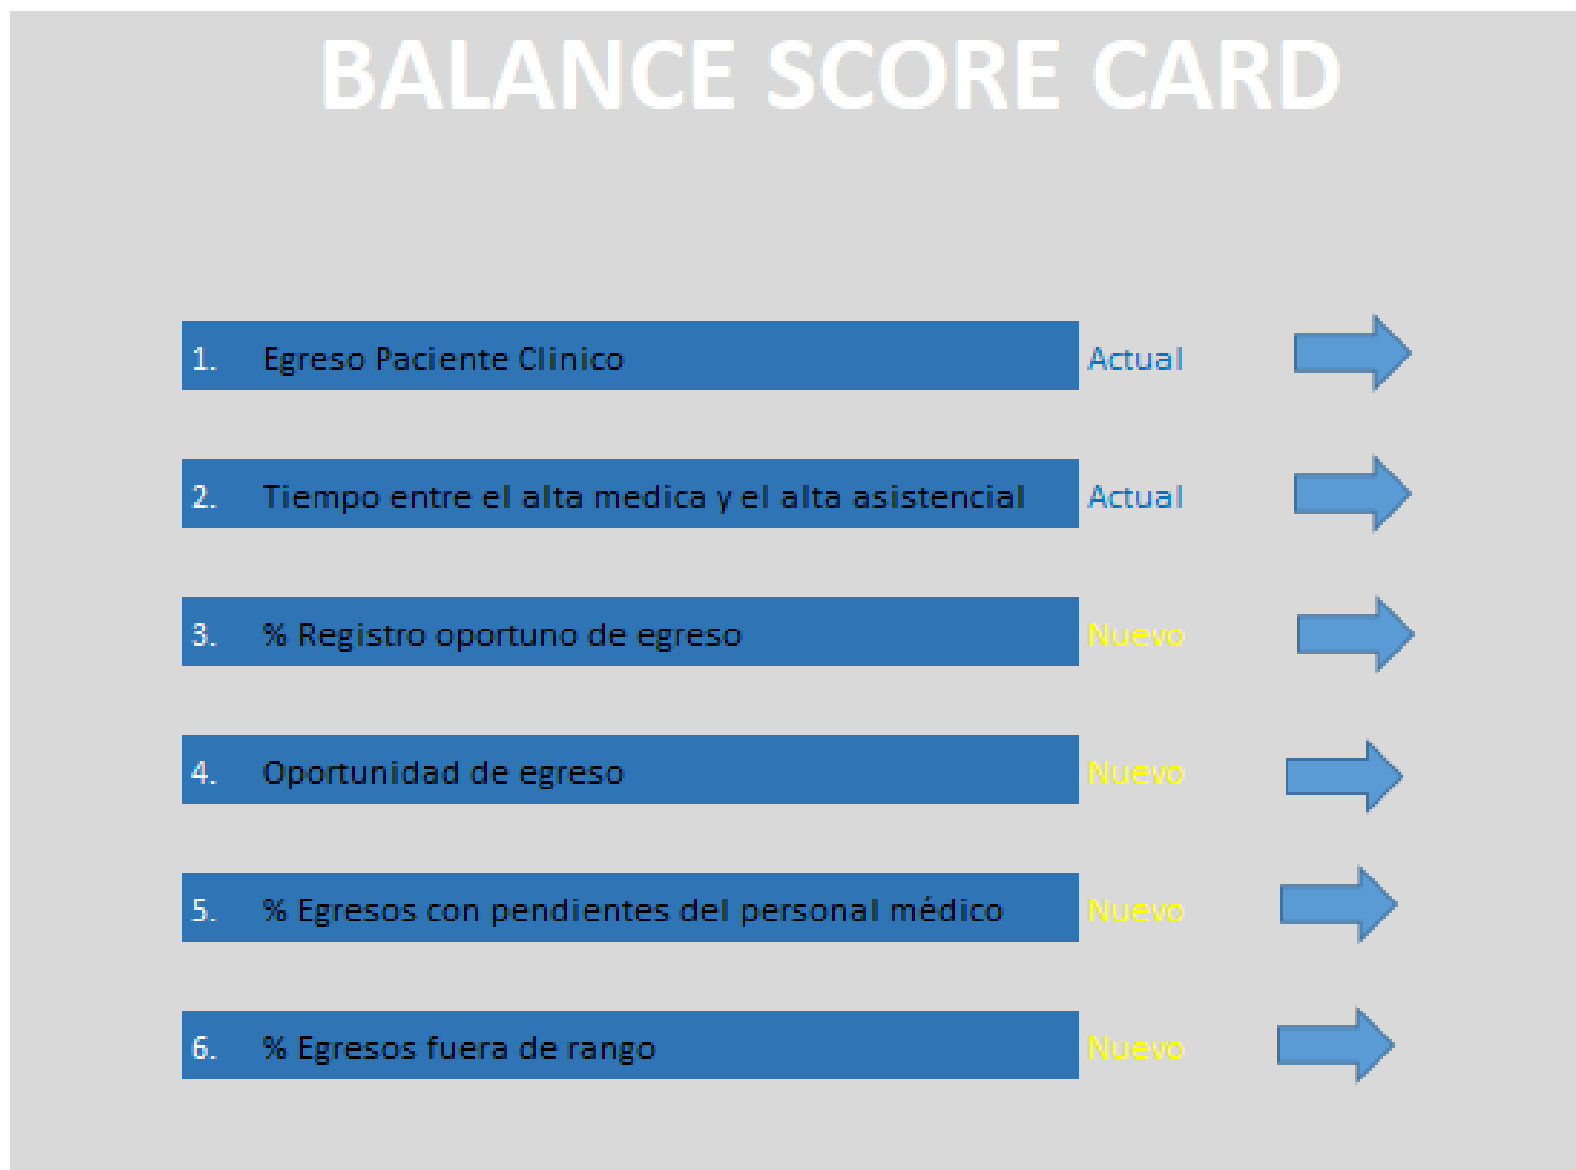 BALANCE SCORE CARD
1. Egreso Paciente Clinico Actual
2. Tiempo entre el alta medica y el alta asistencial Actual
3. % Registro oportuno de egreso Nuevo
4. Oportunidad de egreso Nuevo
5. % Egresos con pendientes del personal médico Nuevo
6. % Egresos fuera de rango Nuevo